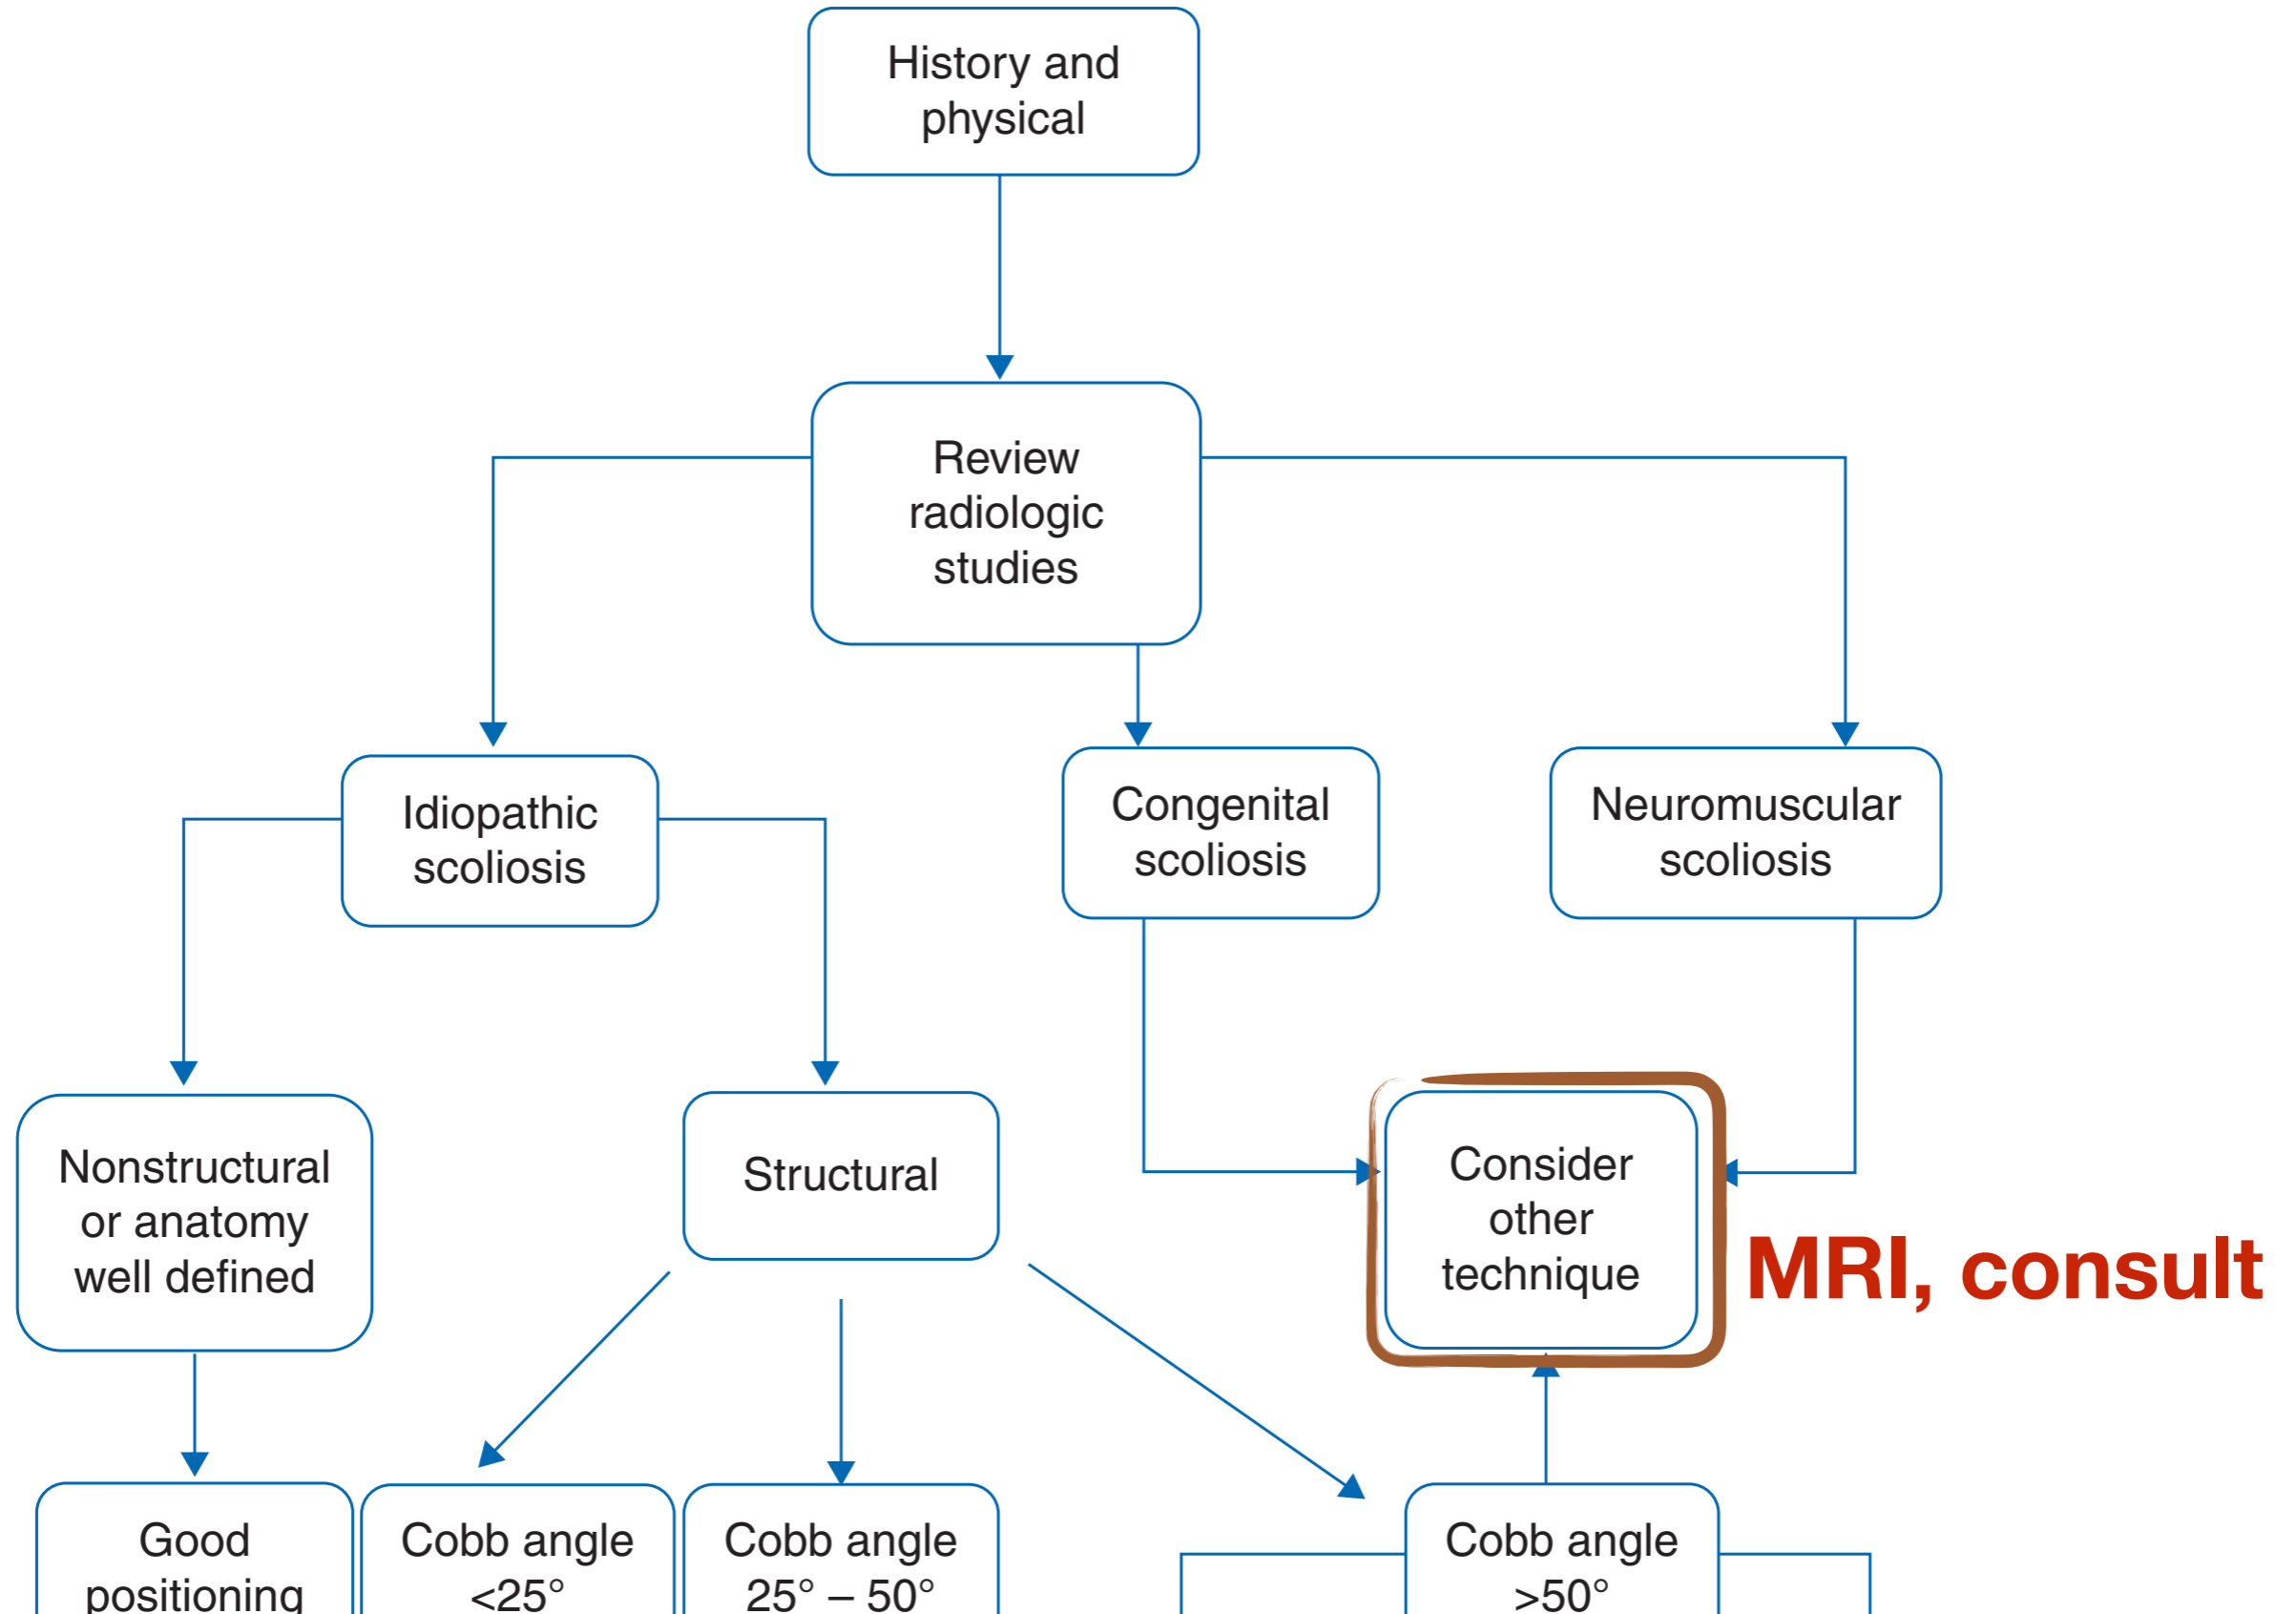 History and
physical
Review
radiologic
studies
Idiopathic
scoliosis
Congenital
scoliosis
Neuromuscular
scoliosis
Nonstructural
or anatomy
well defined
Structural
Consider
other
technique
MRI, consult
Good
positioning
Cobb angle
<25°
Cobb angle
25° – 50°
Cobb angle
>50°